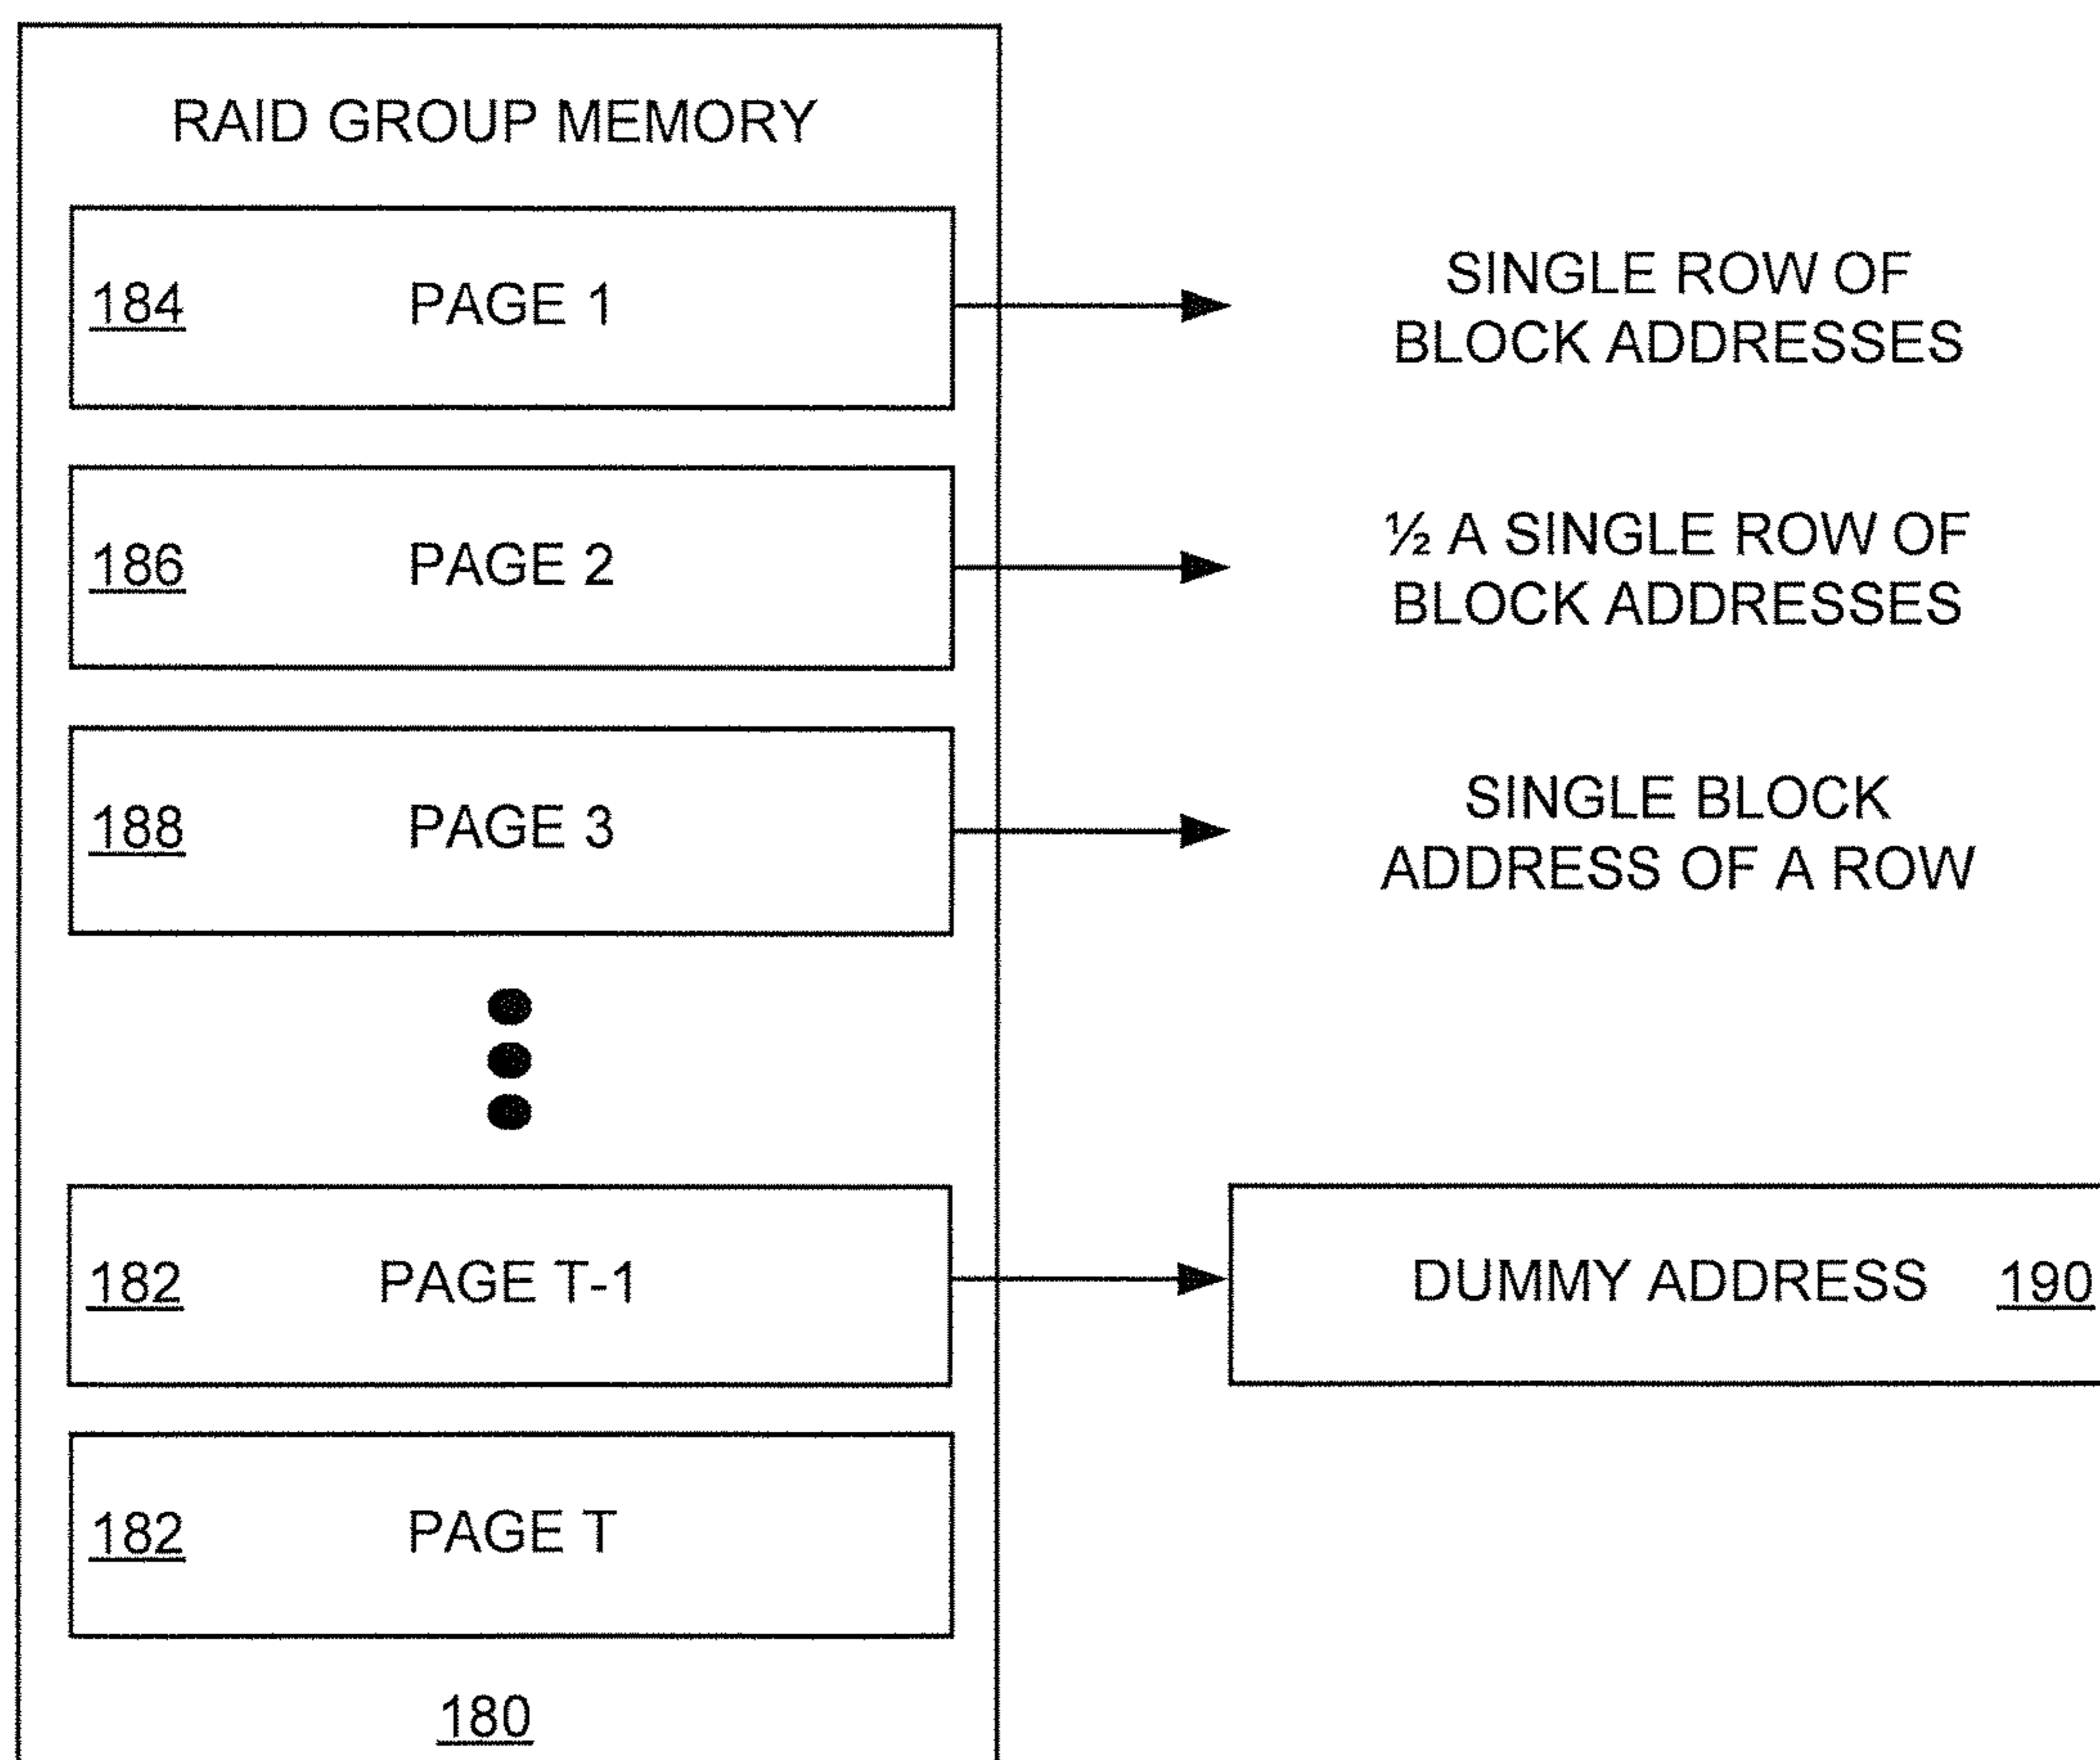 RAID GROUP MEMORY
184 PAGE 1
SINGLE ROW OF
BLOCK ADDRESSES
186 PAGE 2
½ A SINGLE ROW OF
BLOCK ADDRESSES
188 PAGE 3
SINGLE BLOCK
ADDRESS OF A ROW
182 PAGE T-1
DUMMY ADDRESS 190
182 PAGE T
180